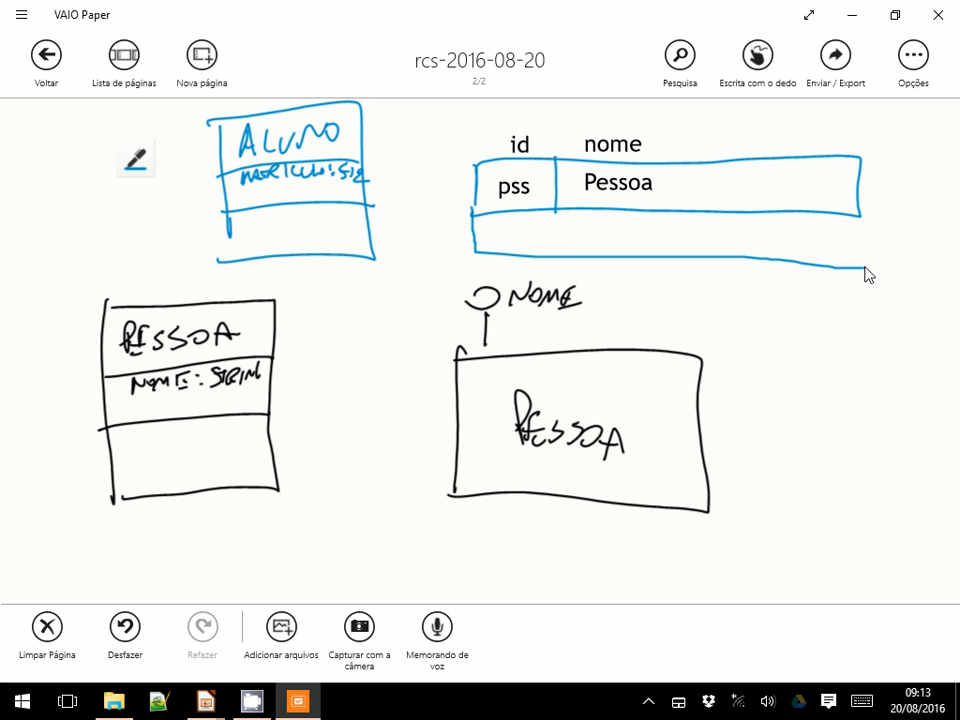 VAIO Paper
rcs-2016-08-20
2/2
Voltar
Lista de páginas
Nova página
Pesquisa
Escrita com o dedo
Enviar / Export
Opções
ALUNO
id nome
pss Pessoa
NOME
PESSOA
NOME: STRING
PESSOA
Limpar Página
Desfazer
Refazer
Adicionar arquivos
Capturar com a
câmera
Memorando de
voz
09:13
20/08/2016